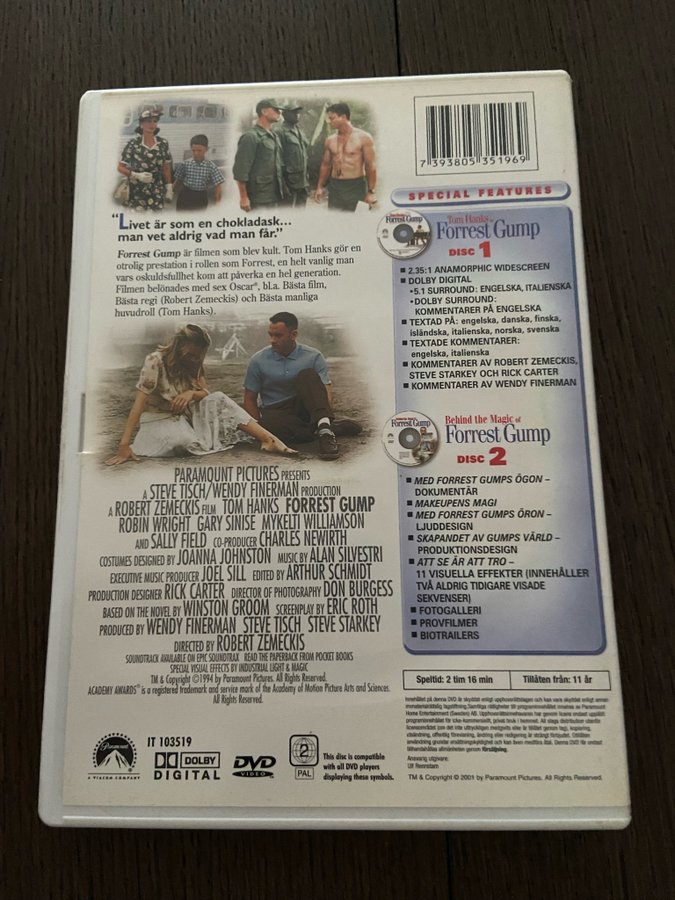 7 393805 351969
SPECIAL FEATURES
"Livet är som en chokladask...
man vet aldrig vad man får."
Forrest Gump är filmen som blev kult. Tom Hanks gör en
otrolig prestation i rollen som Forrest, en helt vanlig man
vars oskuldsfullhet kom att påverka en hel generation.
Filmen belönades med sex Oscar®, bl.a. Bästa film,
Bästa regi (Robert Zemeckis) och Bästa manliga
huvudroll (Tom Hanks).
Forrest Gump
Tom Hanks is
Forrest Gump
DISC 1
2.35:1 ANAMORPHIC WIDESCREEN
DOLBY DIGITAL
•5.1 SURROUND: ENGELSKA, ITALIENSKA
•DOLBY SURROUND:
KOMMENTARER PÅ ENGELSKA
TEXTAD PÅ: engelska, danska, finska,
isländska, italienska, norska, svenska
TEXTADE KOMMENTARER:
engelska, italienska
KOMMENTARER AV ROBERT ZEMECKIS,
STEVE STARKEY OCH RICK CARTER
KOMMENTARER AV WENDY FINERMAN
Forrest Gump
Behind the Magic of
Forrest Gump
DISC 2
MED FORREST GUMPS ÖGON –
DOKUMENTÄR
MAKEUPENS MAGI
MED FORREST GUMPS ÖRON –
LJUDDESIGN
SKAPANDET AV GUMPS VÄRLD –
PRODUKTIONSDESIGN
ATT SE ÄR ATT TRO –
11 VISUELLA EFFEKTER (INNEHÅLLER
TVÅ ALDRIG TIDIGARE VISADE
SEKVENSER)
FOTOGALLERI
PROVFILMER
BIOTRAILERS
PARAMOUNT PICTURES PRESENTS
A STEVE TISCH/WENDY FINERMAN PRODUCTION
A ROBERT ZEMECKIS FILM TOM HANKS FORREST GUMP
ROBIN WRIGHT GARY SINISE MYKELTI WILLIAMSON
AND SALLY FIELD CO-PRODUCER CHARLES NEWIRTH
COSTUMES DESIGNED BY JOANNA JOHNSTON MUSIC BY ALAN SILVESTRI
EXECUTIVE MUSIC PRODUCER JOEL SILL EDITED BY ARTHUR SCHMIDT
PRODUCTION DESIGNER RICK CARTER DIRECTOR OF PHOTOGRAPHY DON BURGESS
BASED ON THE NOVEL BY WINSTON GROOM SCREENPLAY BY ERIC ROTH
PRODUCED BY WENDY FINERMAN STEVE TISCH STEVE STARKEY
DIRECTED BY ROBERT ZEMECKIS
SOUNDTRACK AVAILABLE ON EPIC SOUNDTRAX READ THE PAPERBACK FROM POCKET BOOKS
SPECIAL VISUAL EFFECTS BY INDUSTRIAL LIGHT & MAGIC
TM & Copyright ©1994 by Paramount Pictures. All Rights Reserved.
ACADEMY AWARDS® is a registered trademark and service mark of the Academy of Motion Picture Arts and Sciences.
All Rights Reserved.
Speltid: 2 tim 16 min
Tillåten från: 11 år
Ansvarig utgivare:
Ulf Rennstam
TM & Copyright © 2001 by Paramount Pictures. All Rights Reserved.
Paramount
A VIACOM COMPANY
IT 103519
DOLBY
DIGITAL
DVD
VIDEO
2
PAL
This disc is compatible
with all DVD players
displaying these symbols.